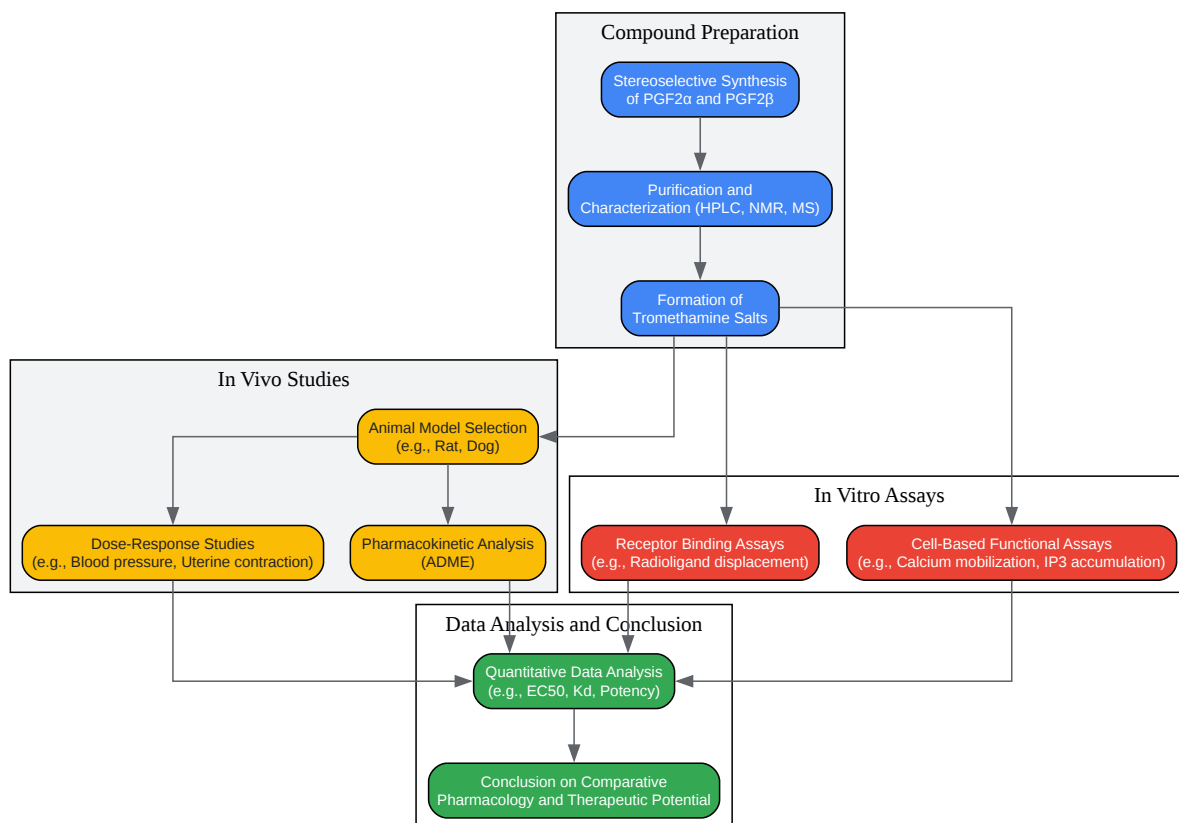 Compound Preparation
Stereoselective Synthesis
of PGF2α and PGF2β
Purification and
Characterization (HPLC, NMR, MS)
Formation of
Tromethamine Salts
In Vivo Studies
Animal Model Selection
(e.g., Rat, Dog)
Dose-Response Studies
(e.g., Blood pressure, Uterine contraction)
Pharmacokinetic Analysis
(ADME)
In Vitro Assays
Receptor Binding Assays
(e.g., Radioligand displacement)
Cell-Based Functional Assays
(e.g., Calcium mobilization, IP3 accumulation)
Data Analysis and Conclusion
Quantitative Data Analysis
(e.g., EC50, Kd, Potency)
Conclusion on Comparative
Pharmacology and Therapeutic Potential